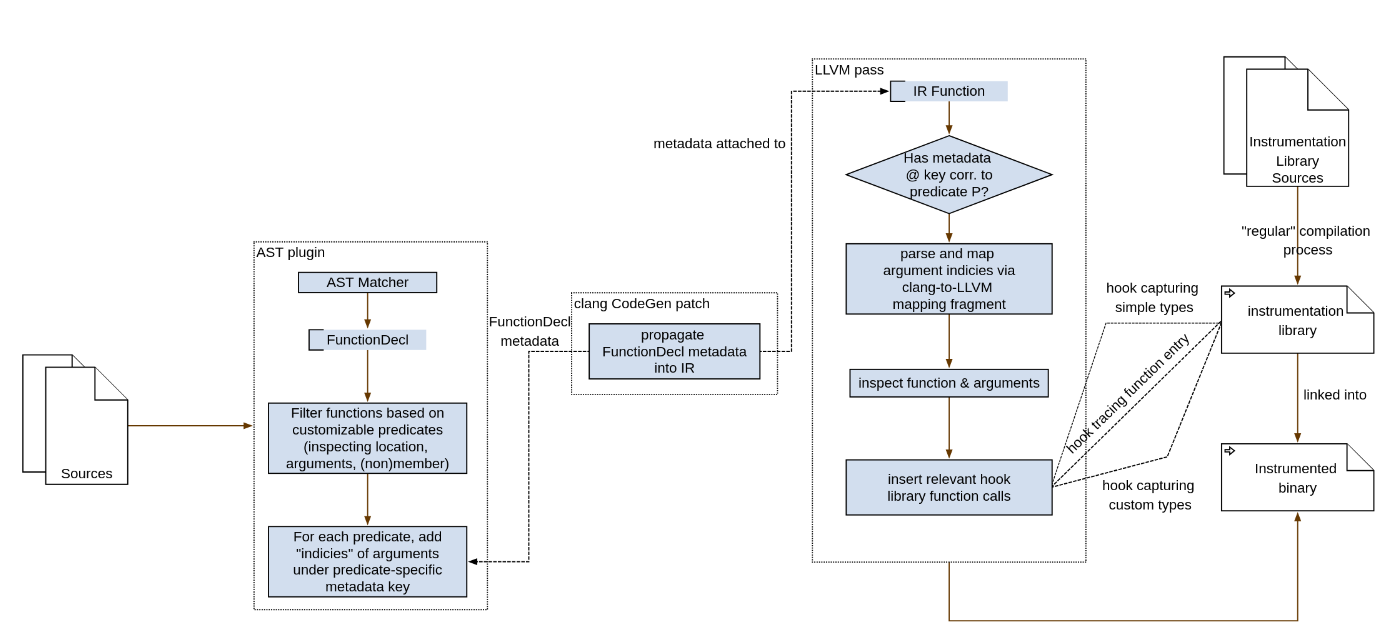 Sources
AST plugin
AST Matcher
FunctionDecl
Filter functions based on
customizable predicates
(inspecting location,
arguments, (non)member)
For each predicate, add
"indicies" of arguments
under predicate-specific
metadata key
FunctionDecl
metadata
clang CodeGen patch
propagate
FunctionDecl metadata
into IR
metadata attached to
LLVM pass
IR Function
Has metadata
@ key corr. to
predicate P?
parse and map
argument indicies via
clang-to-LLVM
mapping fragment
inspect function & arguments
insert relevant hook
library function calls
hook capturing
simple types
hook tracing function entry
hook capturing
custom types
Instrumentation
Library
Sources
"regular" compilation
process
instrumentation
library
linked into
Instrumented
binary